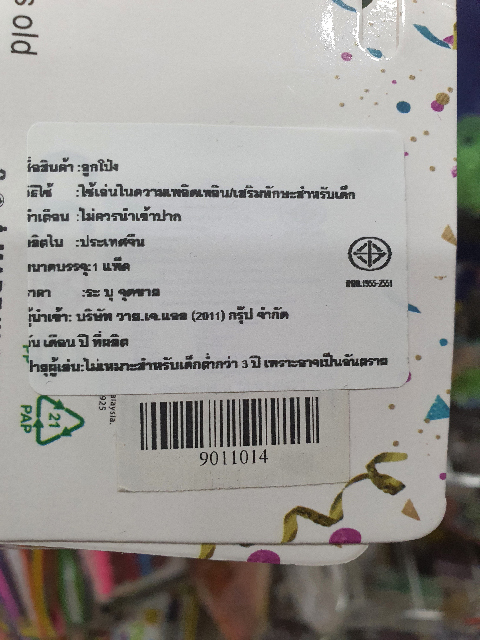 sold
ชื่อสินค้า :ลูกโป่ง
วิธีใช้ :ใช้เล่นในความเพลิดเพลิน/เสริมทักษะสำหรับเด็ก
คำเตือน :ไม่ควรนำเข้าปาก
ผลิตใน :ประเทศจีน
ขนาดบรรจุ:1 แพ็ค
มอก.1955-2551
ราคา :ระบุ จุดขาย
ผู้นำเข้า: บริษัท วาย.เจ.แอล (2011) กรุ๊ป จำกัด
วัน เดือน ปี ที่ผลิต
อายุผู้เล่น:ไม่เหมาะสำหรับเด็กต่ำกว่า 3 ปี เพราะอาจเป็นอันตราย
21
PAP
9011014